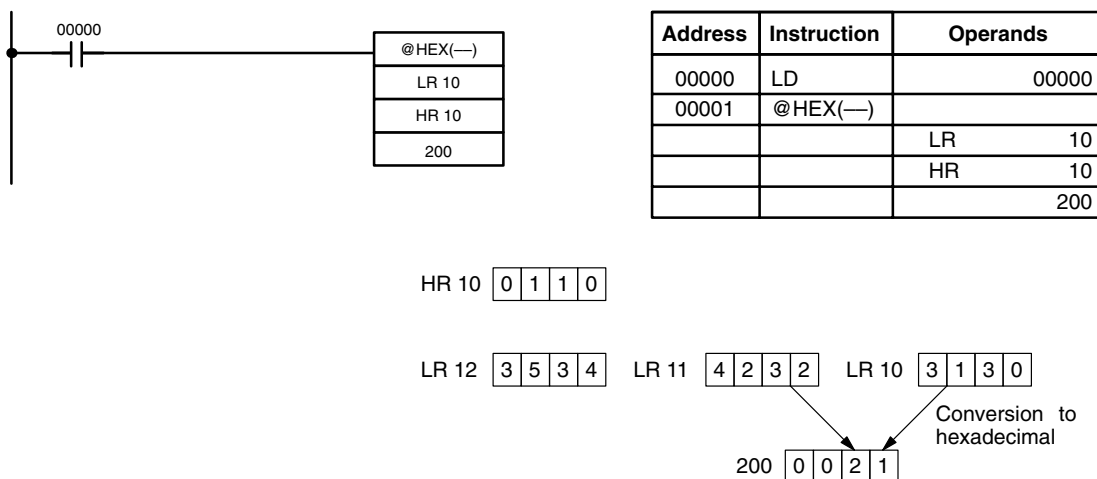 00000
@HEX(––)
LR 10
HR 10
200
Address Instruction Operands
00000 LD 00000
00001 @HEX(––)
LR 10
HR 10
200
HR 10 0 1 1 0
LR 12 3 5 3 4 LR 11 4 2 3 2 LR 10 3 1 3 0
Conversion to
hexadecimal
200 0 0 2 1